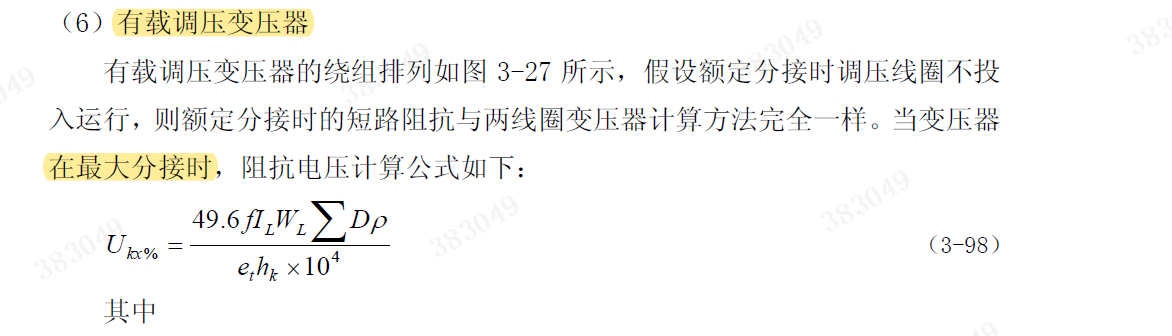 （6）有载调压变压器
有载调压变压器的绕组排列如图 3-27 所示，假设额定分接时调压线圈不投
入运行，则额定分接时的短路阻抗与两线圈变压器计算方法完全一样。当变压器
在最大分接时，阻抗电压计算公式如下：
U_{kx%} = \frac{49.6 f I_L W_L \sum Dρ}{e_t h_k × 10^4} （3-98）
其中
383049
383049
383049
383049
383049